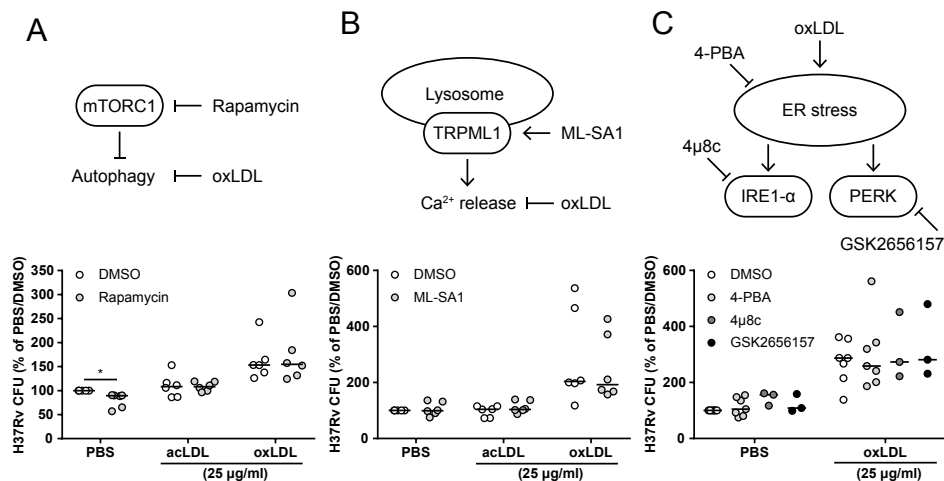 A
mTORC1
Rapamycin
Autophagy
oxLDL
H37Rv CFU (% of PBS/DMSO)
350
300
250
200
150
100
50
0
DMSO
Rapamycin
*
PBS
acLDL
oxLDL
(25 µg/ml)
B
Lysosome
TRPML1
ML-SA1
Ca²⁺ release
oxLDL
H37Rv CFU (% of PBS/DMSO)
600
400
200
0
DMSO
ML-SA1
PBS
acLDL
oxLDL
(25 µg/ml)
C
oxLDL
4-PBA
ER stress
4µ8c
IRE1-α
PERK
GSK2656157
H37Rv CFU (% of PBS/DMSO)
600
400
200
0
DMSO
4-PBA
4µ8c
GSK2656157
PBS
oxLDL
(25 µg/ml)